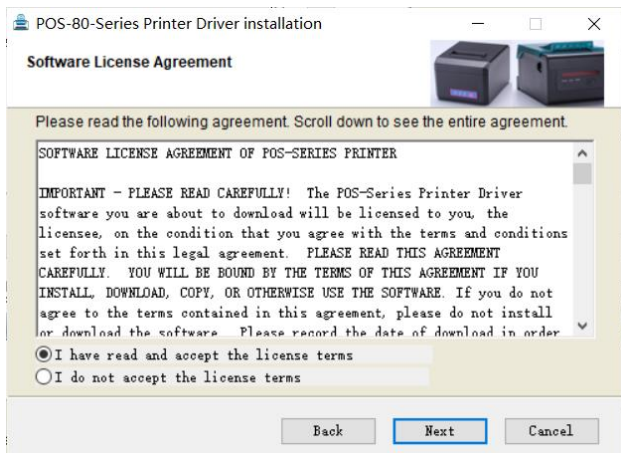 POS-80-Series Printer Driver installation
Software License Agreement
Please read the following agreement. Scroll down to see the entire agreement.
SOFTWARE LICENSE AGREEMENT OF POS-SERIES PRINTER
IMPORTANT - PLEASE READ CAREFULLY! The POS-Series Printer Driver
software you are about to download will be licensed to you, the
licensee, on the condition that you agree with the terms and conditions
set forth in this legal agreement. PLEASE READ THIS AGREEMENT
CAREFULLY. YOU WILL BE BOUND BY THE TERMS OF THIS AGREEMENT IF YOU
INSTALL, DOWNLOAD, COPY, OR OTHERWISE USE THE SOFTWARE. If you do not
agree to the terms contained in this agreement, please do not install
or download the software. Please record the date of download in order
I have read and accept the license terms
I do not accept the license terms
Back Next Cancel